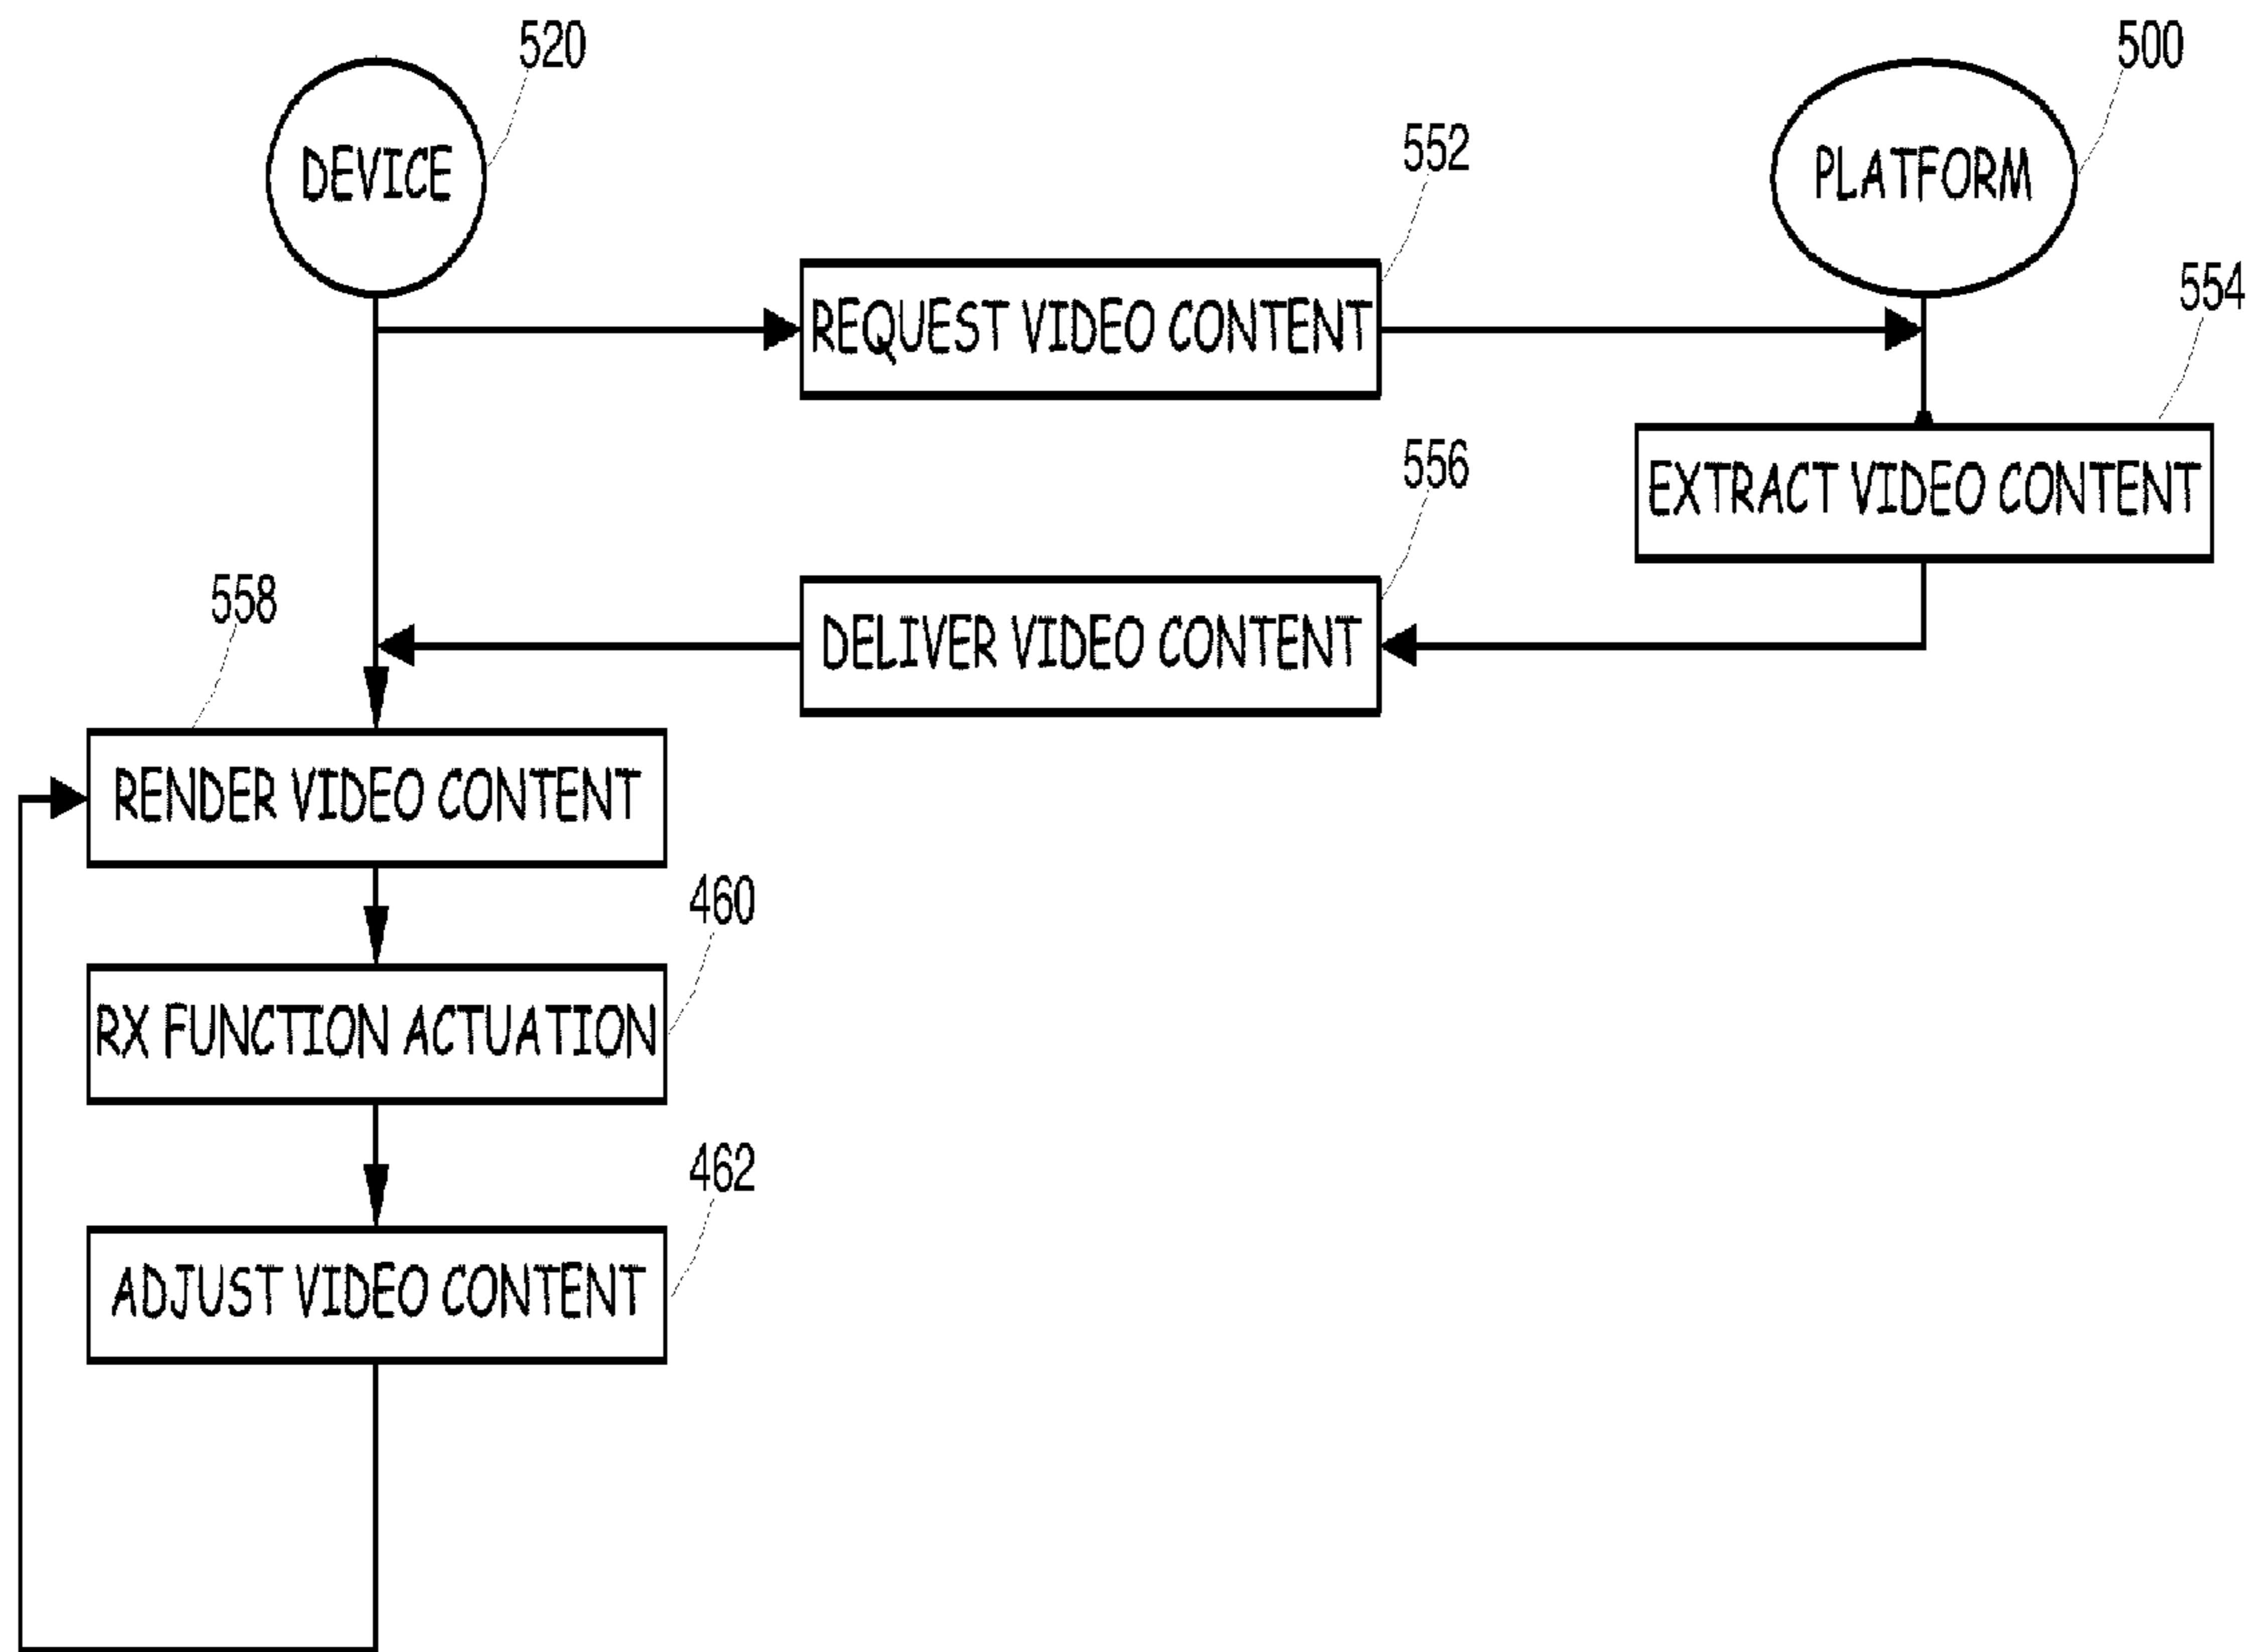 520
500
DEVICE
PLATFORM
552
REQUEST VIDEO CONTENT
554
EXTRACT VIDEO CONTENT
556
DELIVER VIDEO CONTENT
558
RENDER VIDEO CONTENT
460
RX FUNCTION ACTUATION
462
ADJUST VIDEO CONTENT